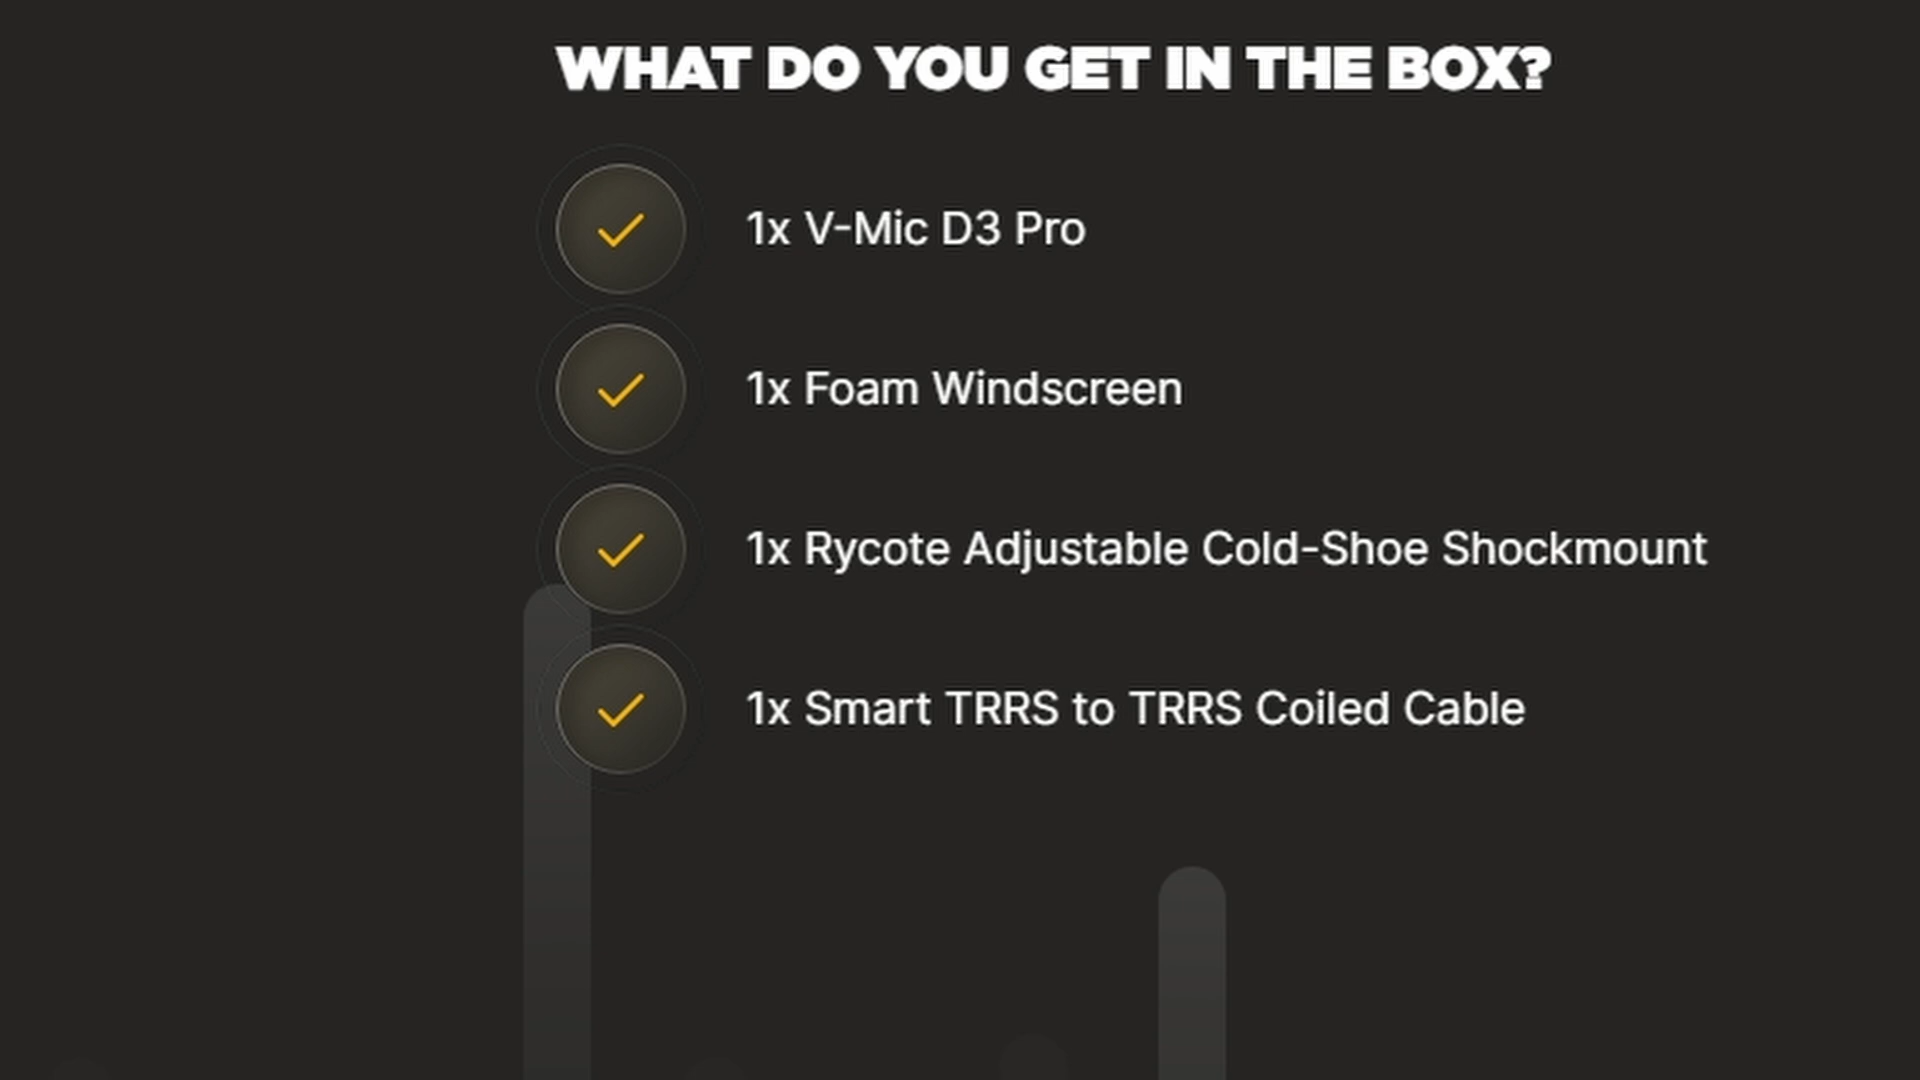 WHAT DO YOU GET IN THE BOX?
1x V-Mic D3 Pro
1x Foam Windscreen
1x Rycote Adjustable Cold-Shoe Shockmount
1x Smart TRRS to TRRS Coiled Cable